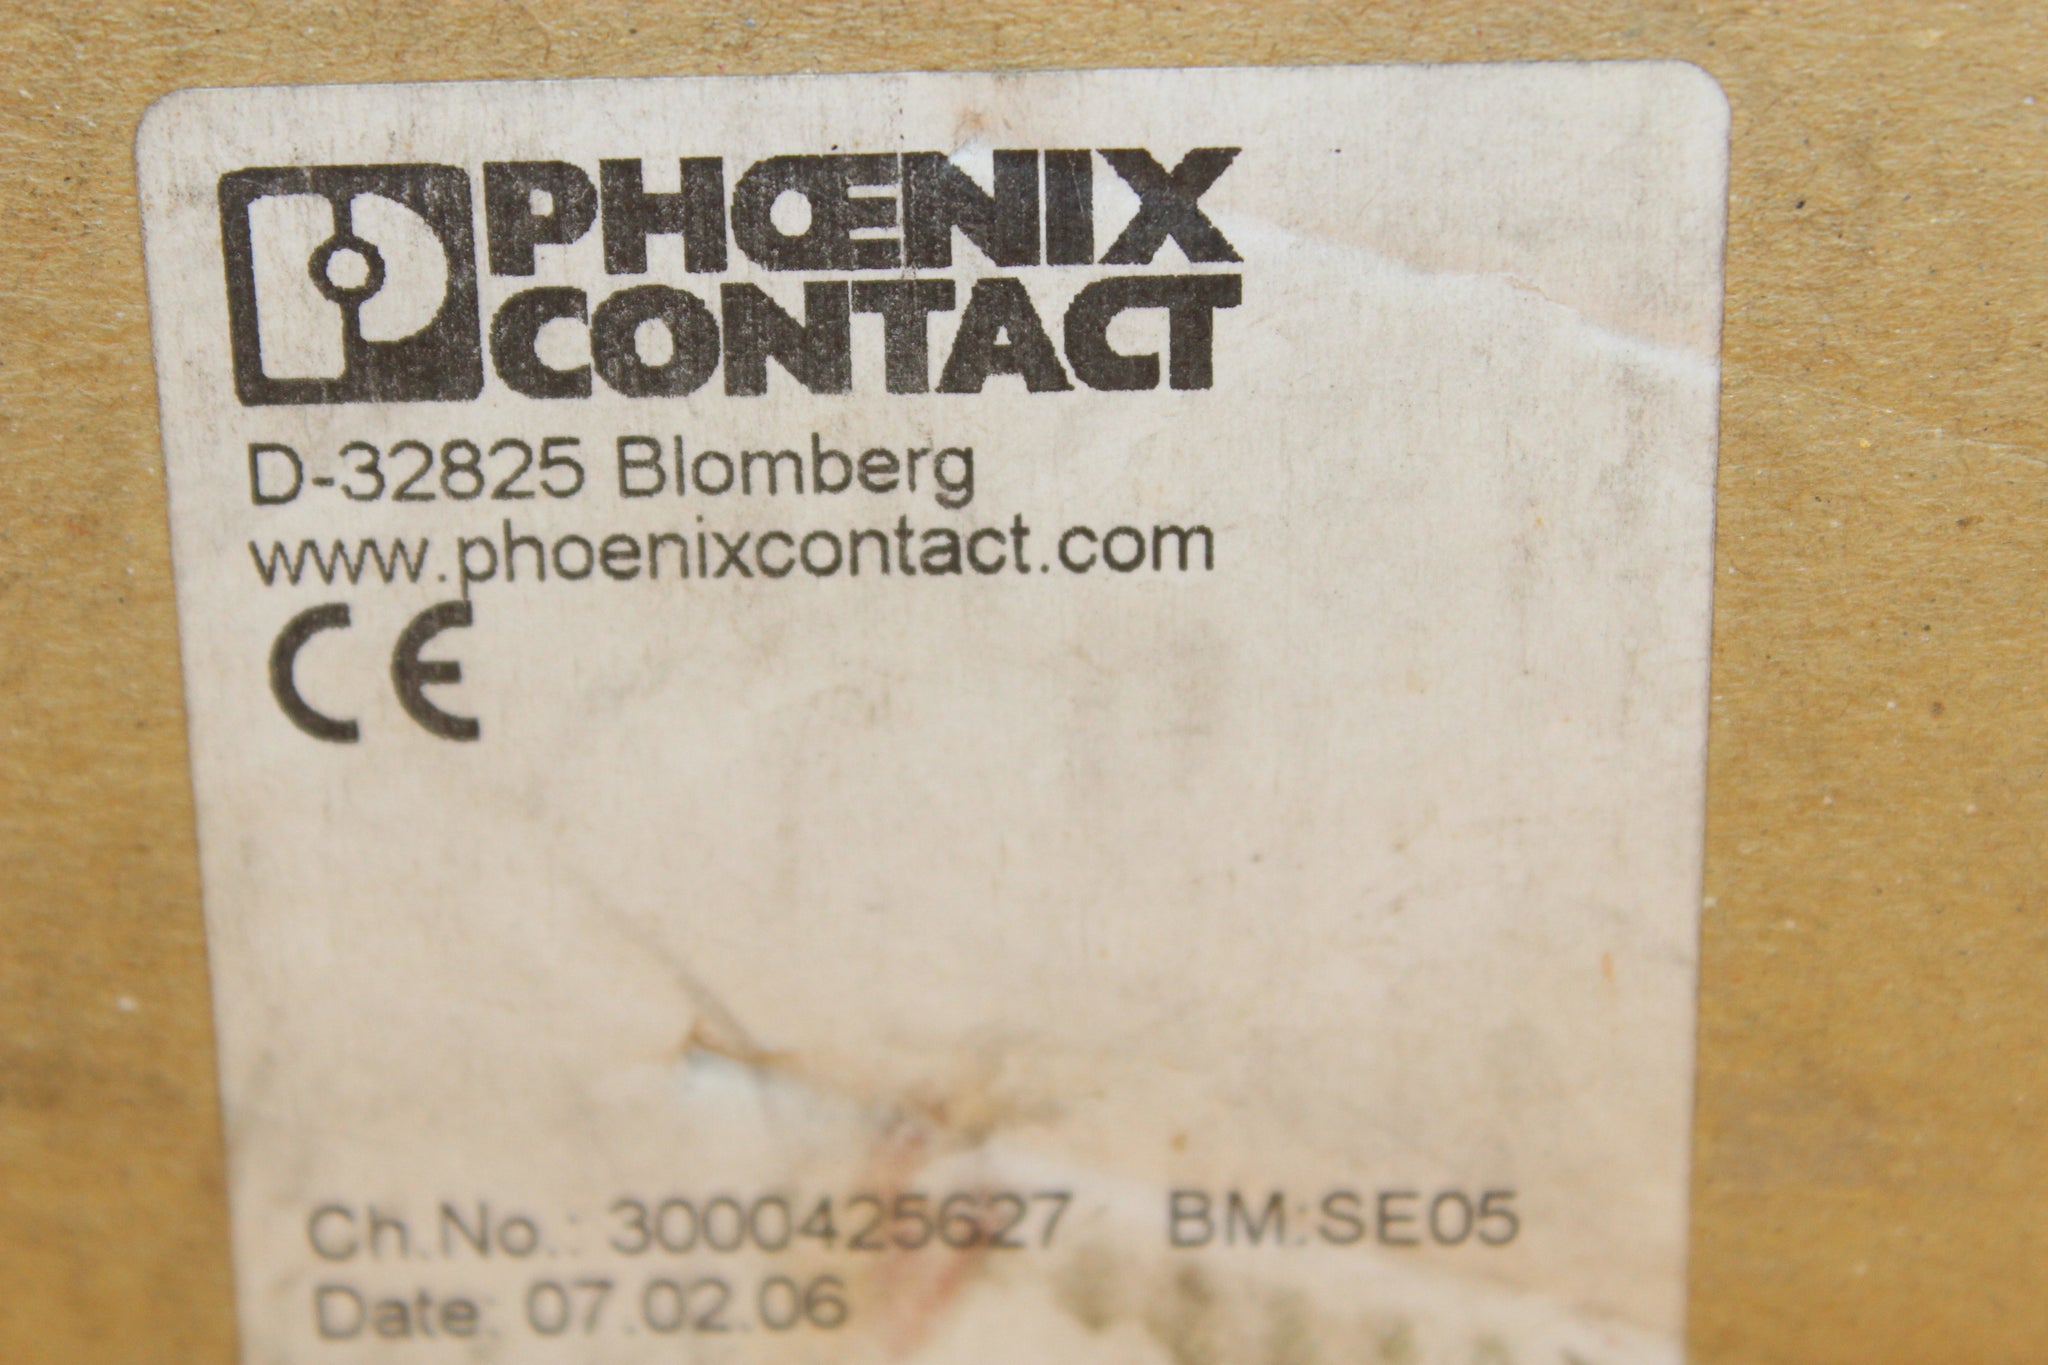 PHŒNIX
CONTACT
D-32825 Blomberg
www.phoenixcontact.com
CE
Ch.No.: 3000425627 BM:SE05
Date: 07.02.06